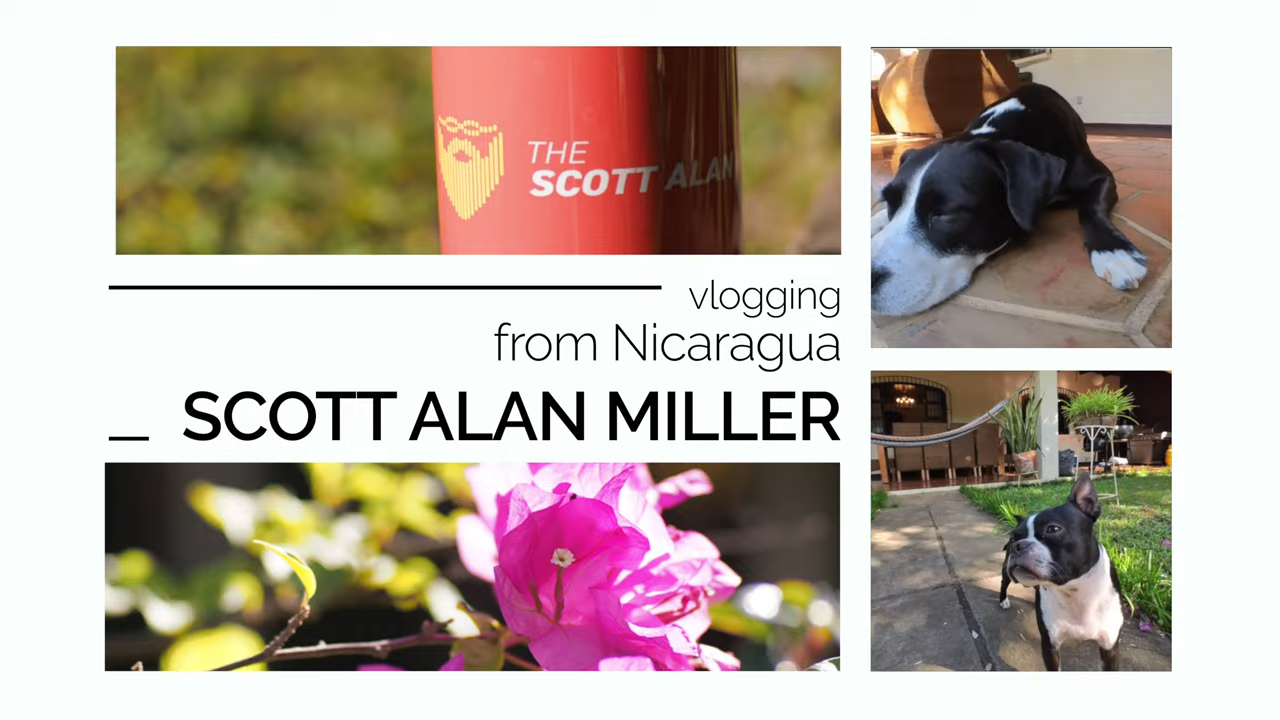 THE
SCOTT ALAN
vlogging
from Nicaragua
_ SCOTT ALAN MILLER